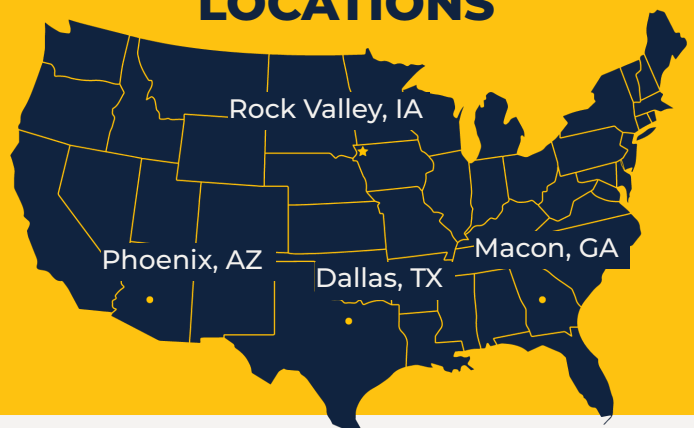 LOCATIONS
Rock Valley, IA
Phoenix, AZ
Dallas, TX
Macon, GA